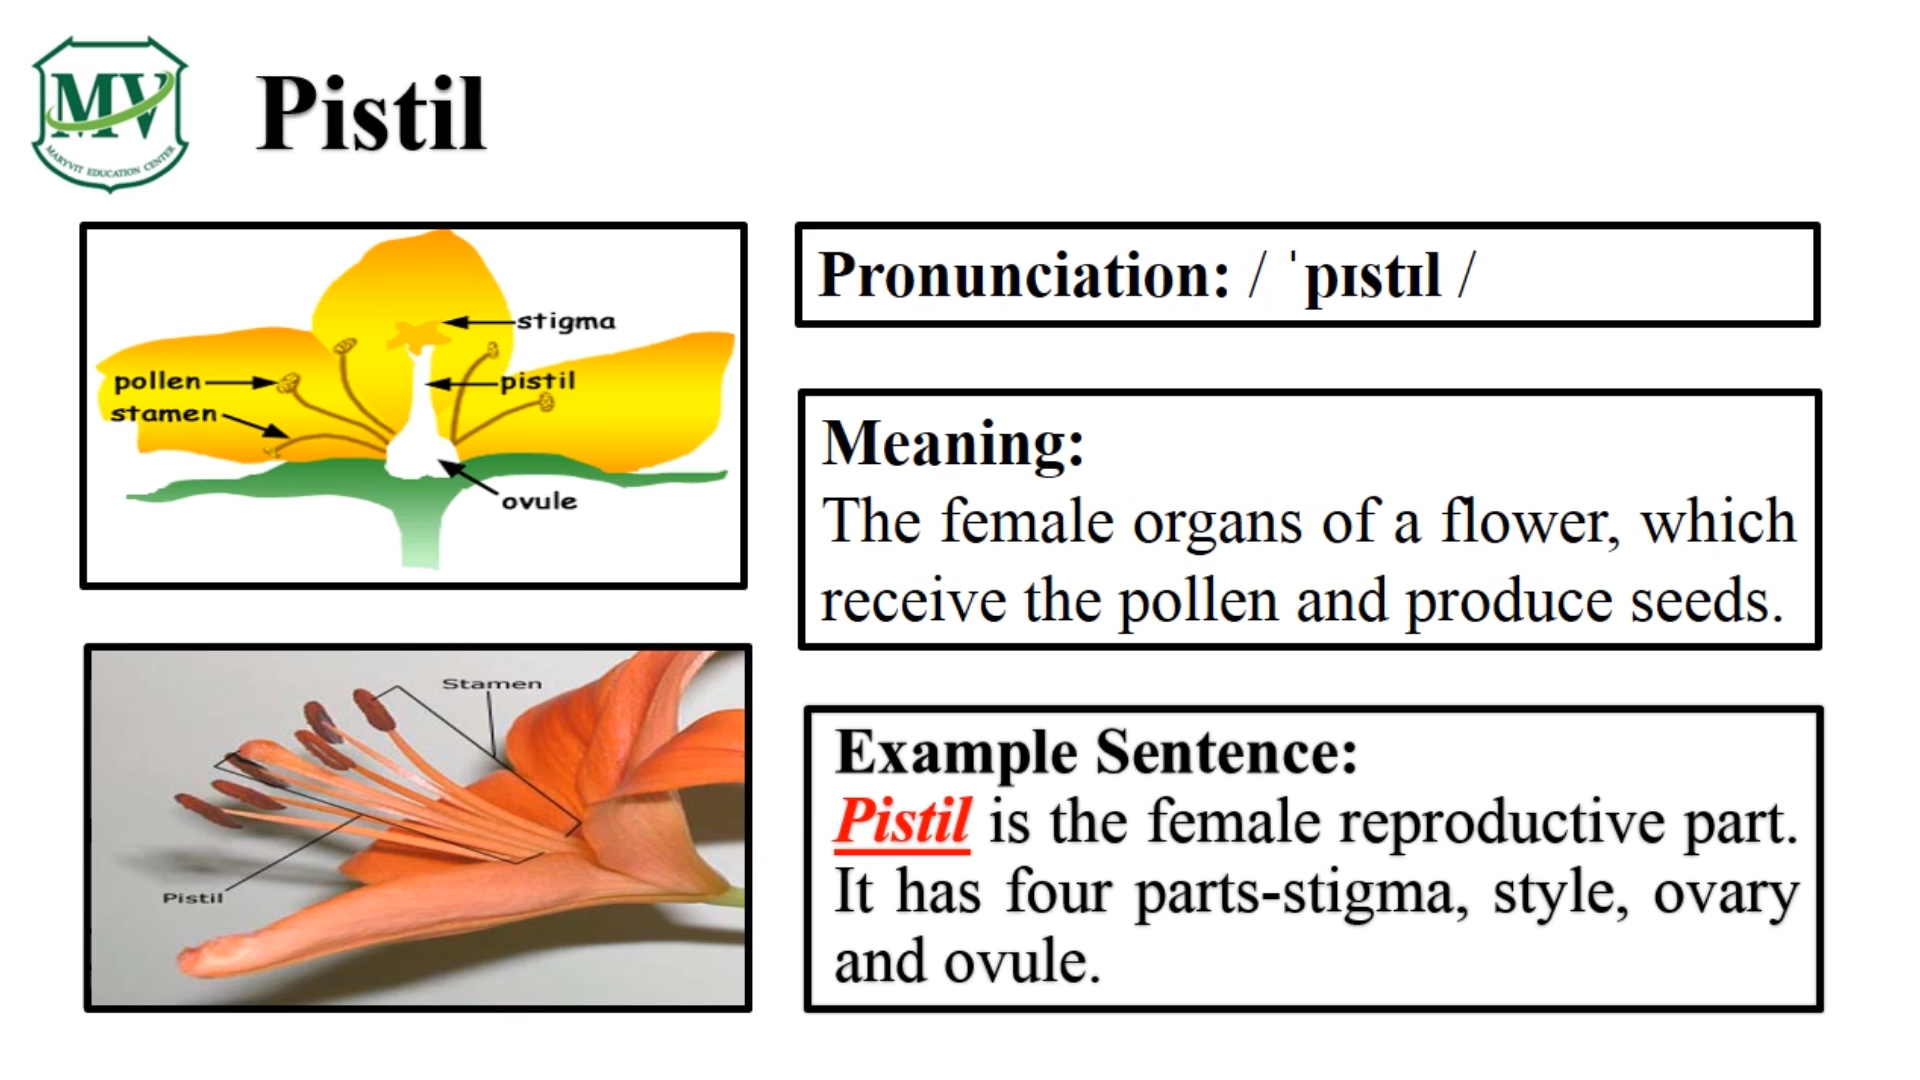 MV
MARYVIT EDUCATION CENTER
Pistil
stigma
pollen
pistil
stamen
ovule
Pronunciation: / ˈpɪstɪl /
Meaning:
The female organs of a flower, which
receive the pollen and produce seeds.
Stamen
Pistil
Example Sentence:
Pistil is the female reproductive part.
It has four parts-stigma, style, ovary
and ovule.